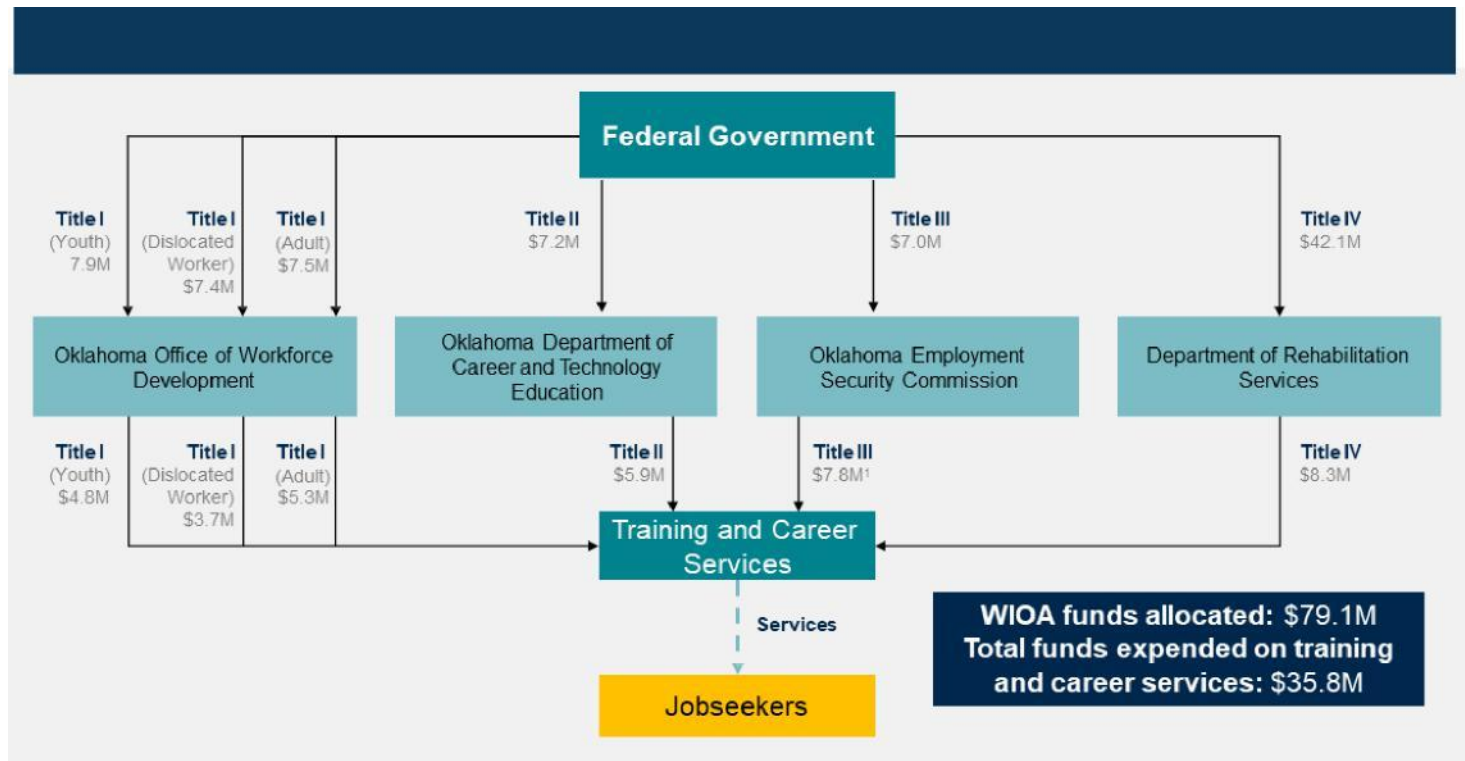 Federal Government
Title I
(Youth)
7.9M
Title I
(Dislocated
Worker)
$7.4M
Title I
(Adult)
$7.5M
Title II
$7.2M
Title III
$7.0M
Title IV
$42.1M
Oklahoma Office of Workforce
Development
Oklahoma Department of
Career and Technology
Education
Oklahoma Employment
Security Commission
Department of Rehabilitation
Services
Title I
(Youth)
$4.8M
Title I
(Dislocated
Worker)
$3.7M
Title I
(Adult)
$5.3M
Title II
$5.9M
Title III
$7.8M¹
Title IV
$8.3M
Training and Career
Services
Services
Jobseekers
WIOA funds allocated: $79.1M
Total funds expended on training
and career services: $35.8M